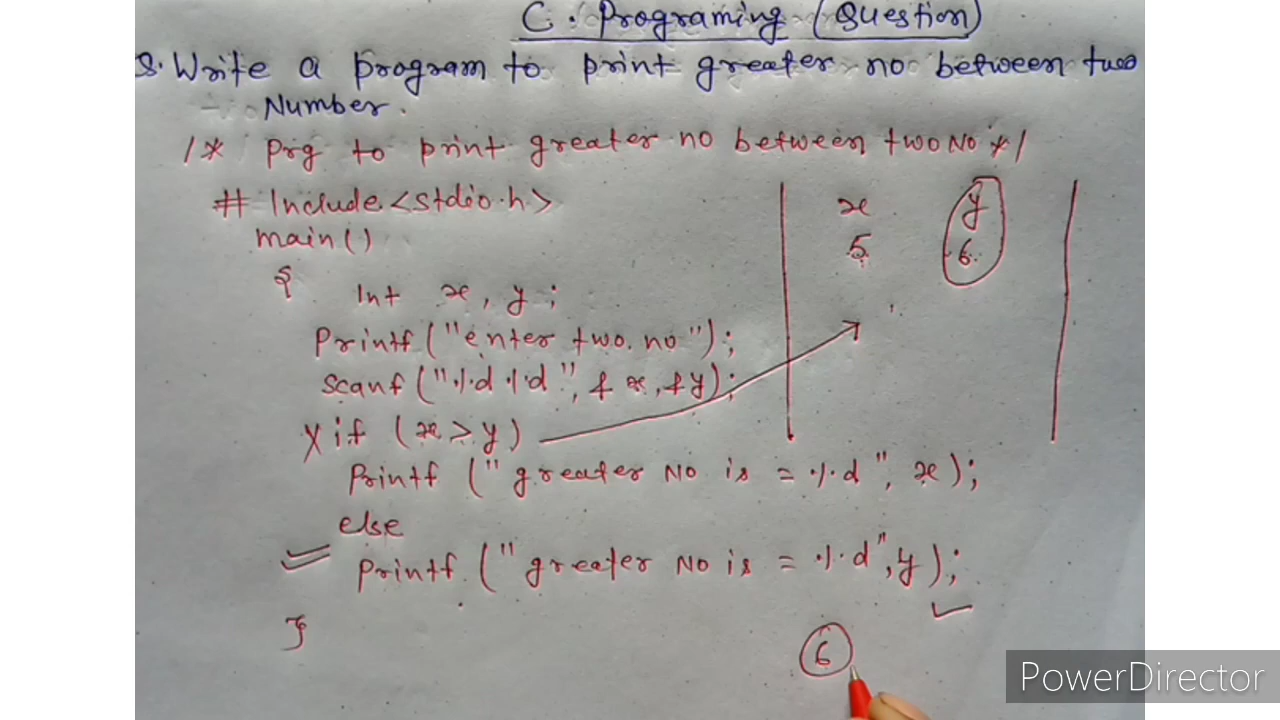 C. Programing (Question)
Q. Write a program to print greater no between two
Number.
/* Prg to print greater no between two No */
# Include <stdio.h>
main()
{
Int x, y;
Printf ("enter two. no");
Scanf ("%d %d", & x, & y);
X if (x > y)
Printf ("greater No is = %d", x);
else
Printf ("greater No is = %d", y);
}
x y
5 6
6
PowerDirector